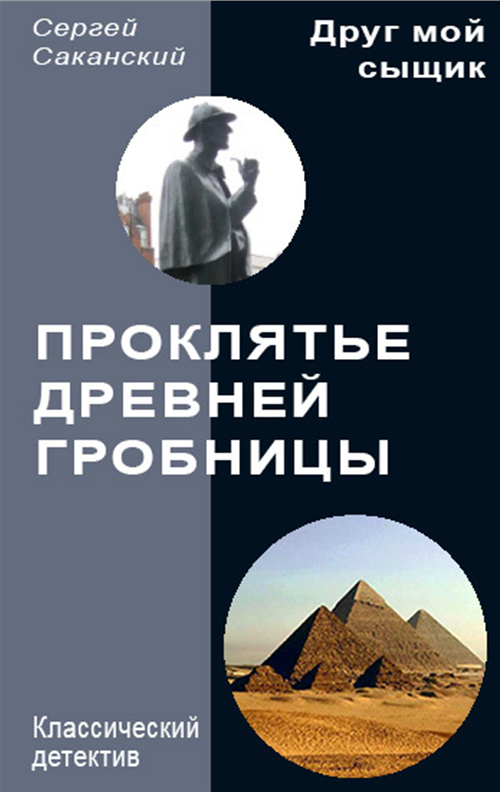 Сергей
Саканский
Друг мой
сыщик
ПРОКЛЯТЬЕ
ДРЕВНЕЙ
ГРОБНИЦЫ
Классический
детектив